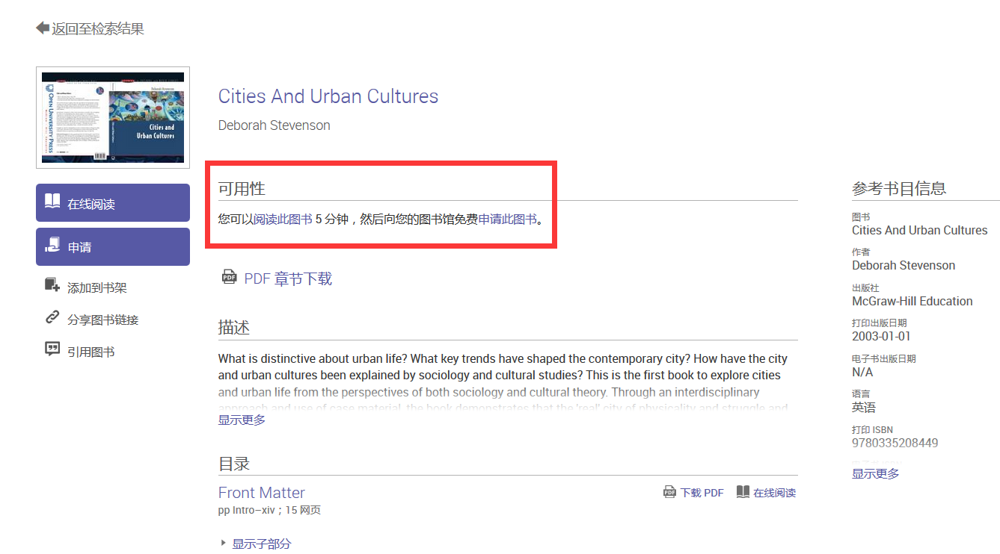 返回至检索结果
OPEN UNIVERSITY PRESS
Deborah Stevenson
Cities and
Urban Cultures
在线阅读
申请
添加到书架
分享图书链接
引用图书
Cities And Urban Cultures
Deborah Stevenson
可用性
您可以阅读此图书 5 分钟，然后向您的图书馆免费申请此图书。
PDF 章节下载
描述
What is distinctive about urban life? What key trends have shaped the contemporary city? How have the city
and urban cultures been explained by sociology and cultural studies? This is the first book to explore cities
and urban life from the perspectives of both sociology and cultural theory. Through an interdisciplinary
approach and use of case material, the book demonstrates that the 'real' city of physicality and struggle and
显示更多
目录
Front Matter
pp Intro–xiv；15 网页
下载 PDF
在线阅读
显示子部分
参考书目信息
图书
Cities And Urban Cultures
作者
Deborah Stevenson
出版社
McGraw-Hill Education
打印出版日期
2003-01-01
电子书出版日期
N/A
语言
英语
打印 ISBN
9780335208449
显示更多